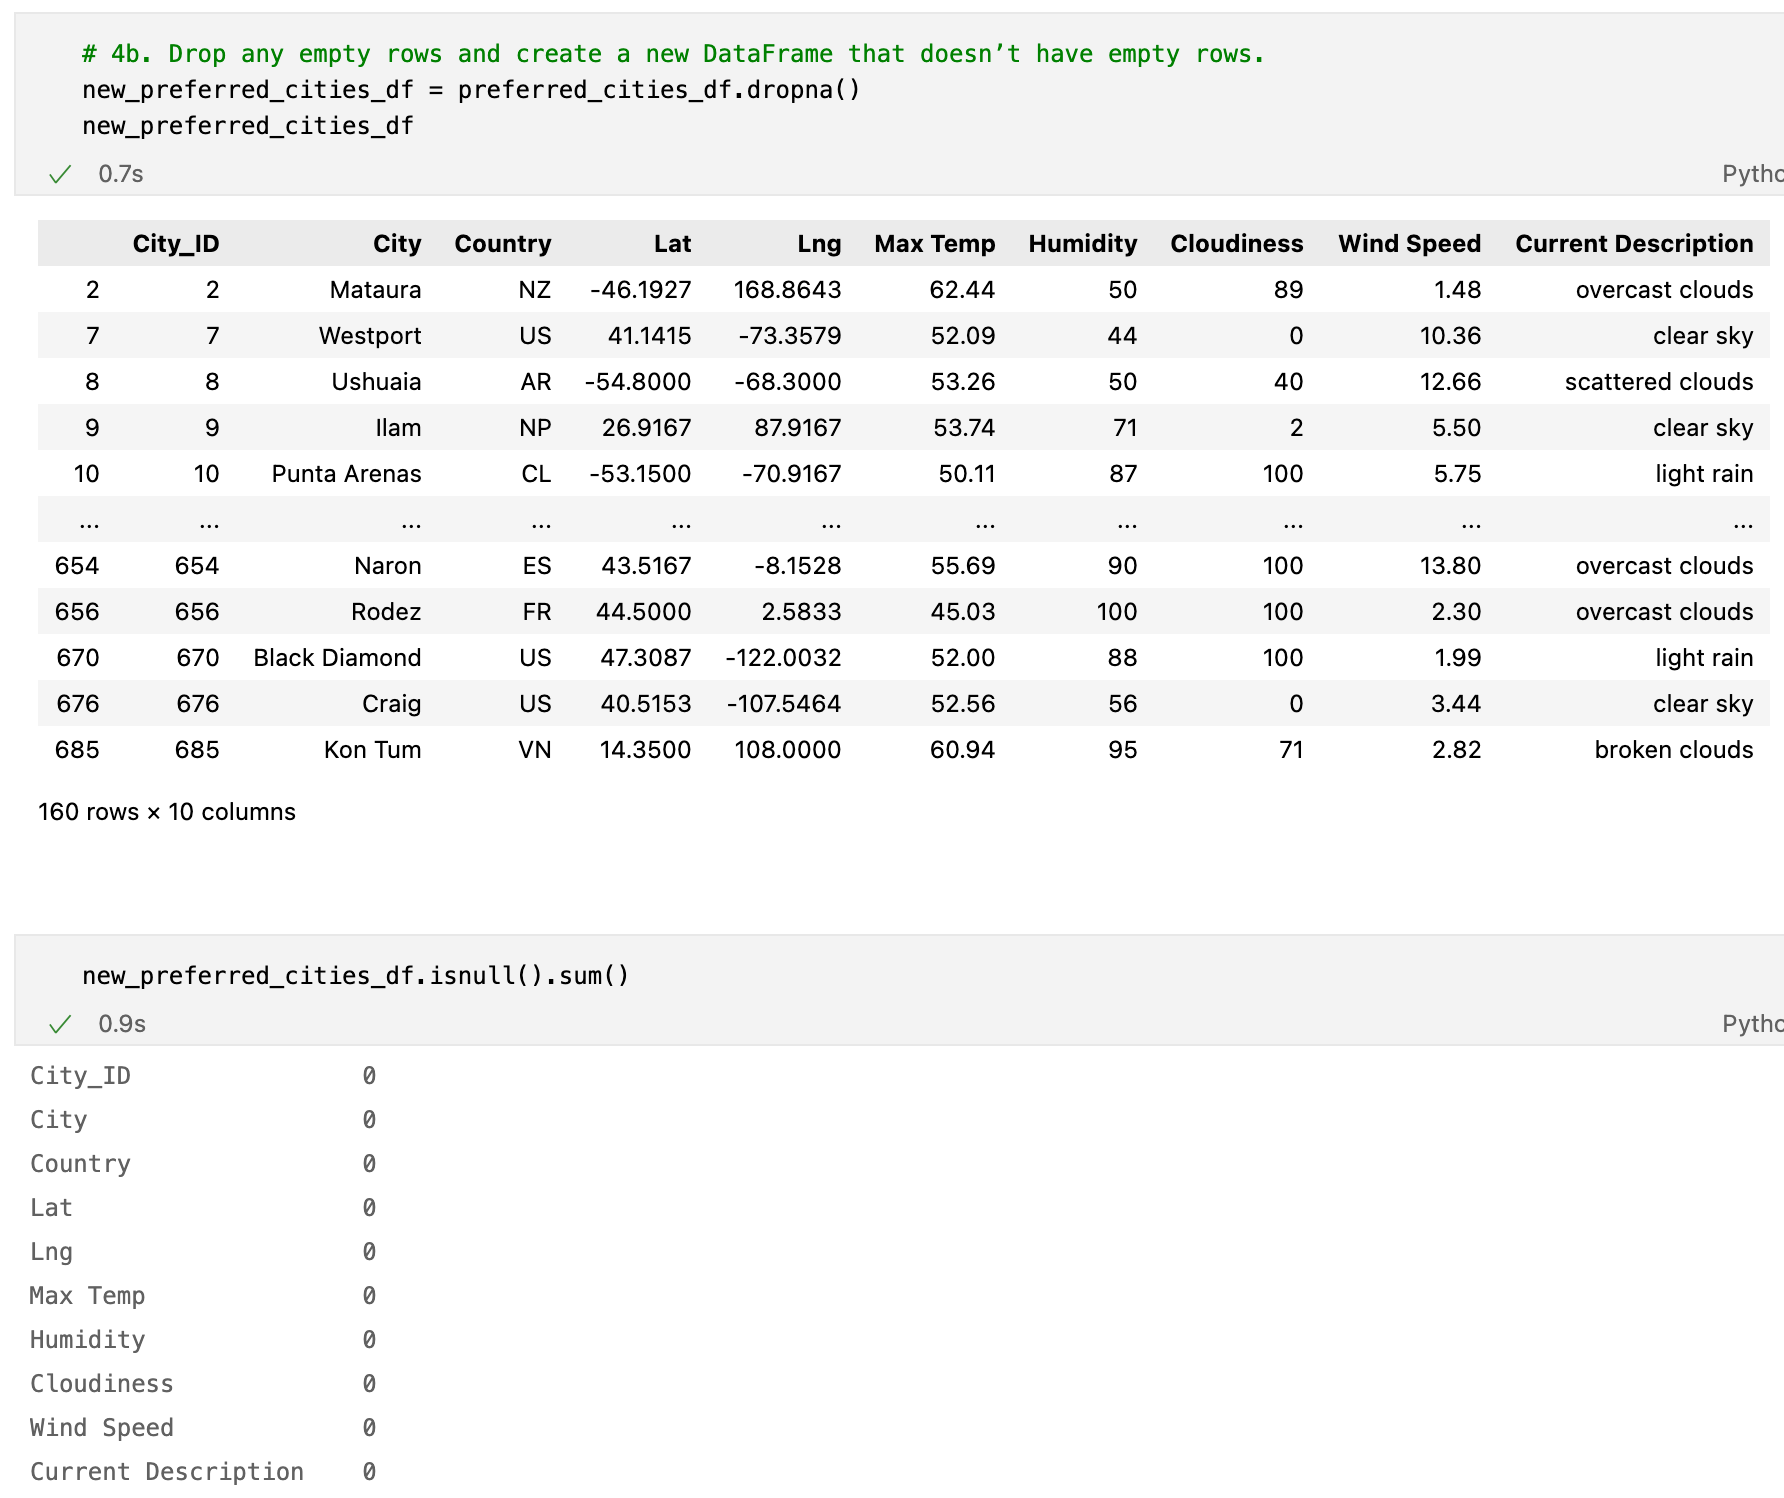 # 4b. Drop any empty rows and create a new DataFrame that doesn’t have empty rows.
new_preferred_cities_df = preferred_cities_df.dropna()
new_preferred_cities_df
0.7s Pytho
City_ID City Country Lat Lng Max Temp Humidity Cloudiness Wind Speed Current Description
2 2 Mataura NZ -46.1927 168.8643 62.44 50 89 1.48 overcast clouds
7 7 Westport US 41.1415 -73.3579 52.09 44 0 10.36 clear sky
8 8 Ushuaia AR -54.8000 -68.3000 53.26 50 40 12.66 scattered clouds
9 9 Ilam NP 26.9167 87.9167 53.74 71 2 5.50 clear sky
10 10 Punta Arenas CL -53.1500 -70.9167 50.11 87 100 5.75 light rain
... ... ... ... ... ... ... ... ... ... ...
654 654 Naron ES 43.5167 -8.1528 55.69 90 100 13.80 overcast clouds
656 656 Rodez FR 44.5000 2.5833 45.03 100 100 2.30 overcast clouds
670 670 Black Diamond US 47.3087 -122.0032 52.00 88 100 1.99 light rain
676 676 Craig US 40.5153 -107.5464 52.56 56 0 3.44 clear sky
685 685 Kon Tum VN 14.3500 108.0000 60.94 95 71 2.82 broken clouds
160 rows × 10 columns
new_preferred_cities_df.isnull().sum()
0.9s Pytho
City_ID 0
City 0
Country 0
Lat 0
Lng 0
Max Temp 0
Humidity 0
Cloudiness 0
Wind Speed 0
Current Description 0